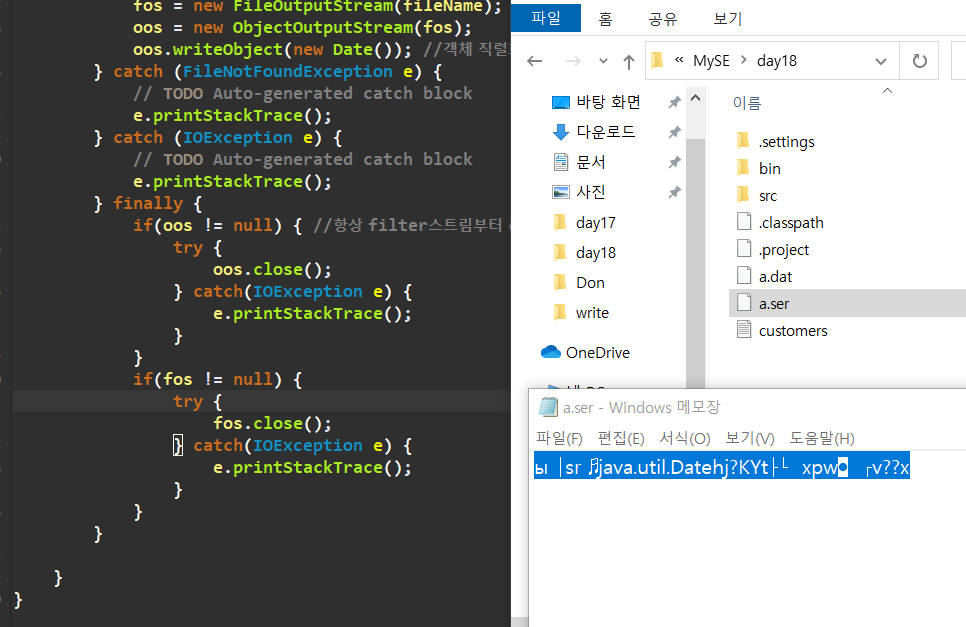 fos = new FileOutputStream(fileName);
oos = new ObjectOutputStream(fos);
oos.writeObject(new Date()); //객체 직렬
} catch (FileNotFoundException e) {
// TODO Auto-generated catch block
e.printStackTrace();
} catch (IOException e) {
// TODO Auto-generated catch block
e.printStackTrace();
} finally {
if(oos != null) { //항상 filter스트림부터
try {
oos.close();
} catch(IOException e) {
e.printStackTrace();
}
}
if(fos != null) {
try {
fos.close();
} catch(IOException e) {
e.printStackTrace();
}
}
}
}
}
파일 홈 공유 보기
« MySE > day18
바탕 화면
다운로드
문서
사진
day17
day18
Don
write
OneDrive
이름
.settings
bin
src
.classpath
.project
a.dat
a.ser
customers
a.ser - Windows 메모장
파일(F) 편집(E) 서식(O) 보기(V) 도움말(H)
sr ♬java.util.Datehj?KYt├└ xpw◘ ┌v??x